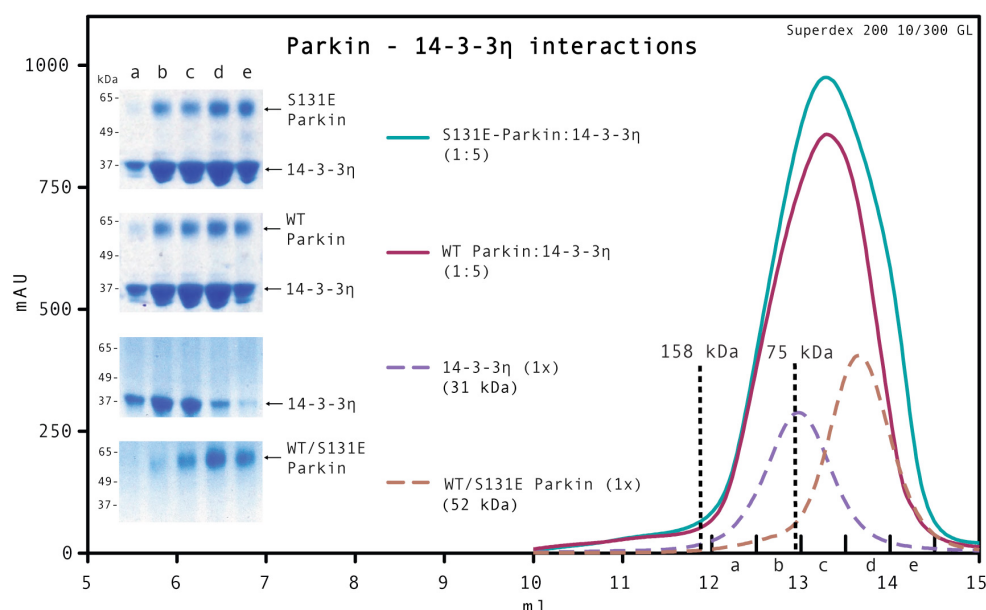 Parkin - 14-3-3η interactions
Superdex 200 10/300 GL
mAU
1000
750
500
250
0
kDa
a b c d e
65-
49-
37-
S131E
Parkin
14-3-3η
65-
49-
37-
WT
Parkin
14-3-3η
65-
49-
37-
14-3-3η
65-
49-
37-
WT/S131E
Parkin
S131E-Parkin:14-3-3η
(1:5)
WT Parkin:14-3-3η
(1:5)
14-3-3η (1x)
(31 kDa)
WT/S131E Parkin (1x)
(52 kDa)
158 kDa
75 kDa
a b c d e
5 6 7 8 9 10 11 12 13 14 15
ml